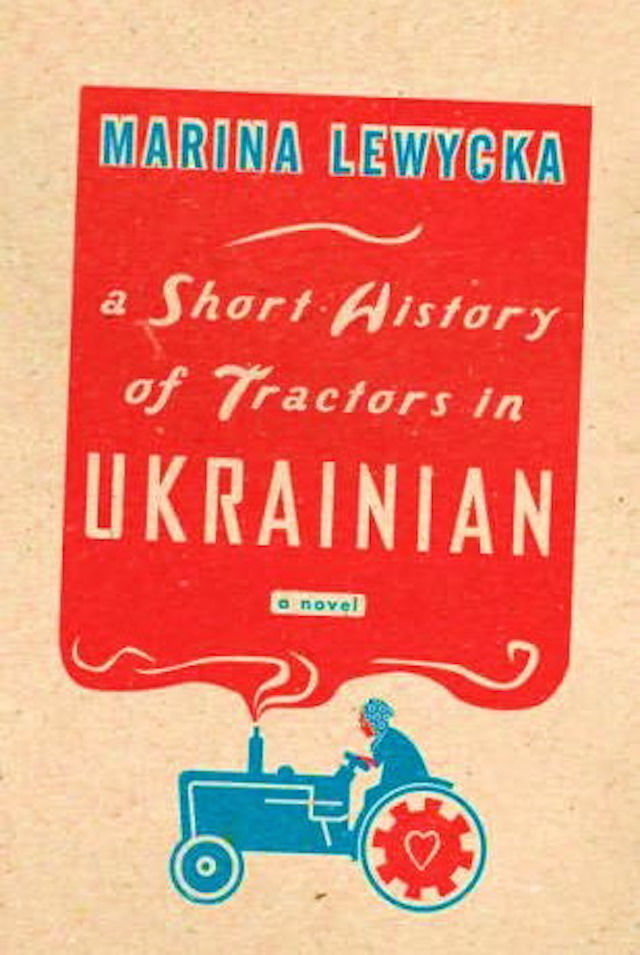 MARINA LEWYCKA
a Short History
of Tractors in
UKRAINIAN
a novel